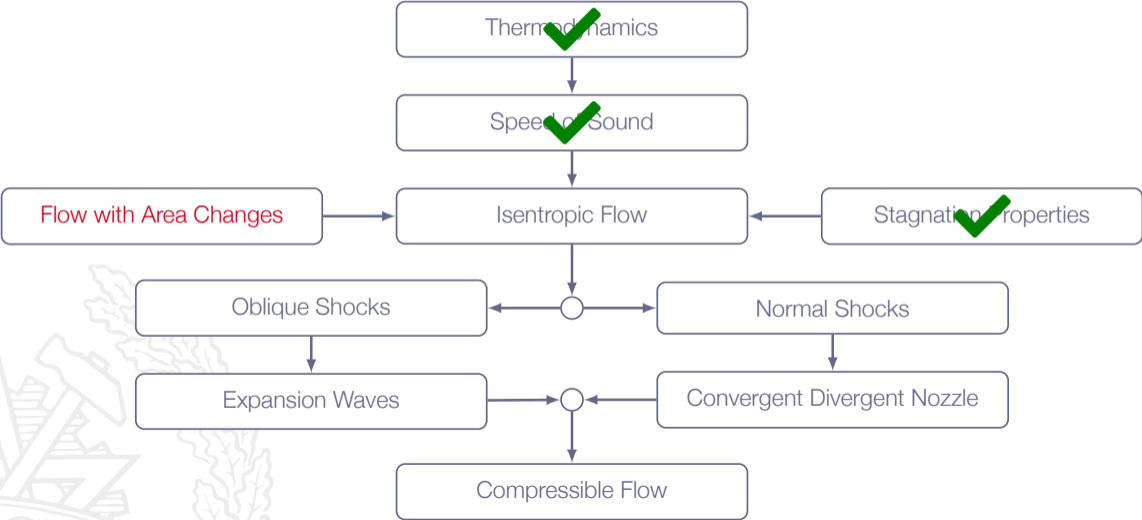 Thermodynamics
Speed of Sound
Flow with Area Changes
Isentropic Flow
Stagnation Properties
Oblique Shocks
Normal Shocks
Expansion Waves
Convergent Divergent Nozzle
Compressible Flow